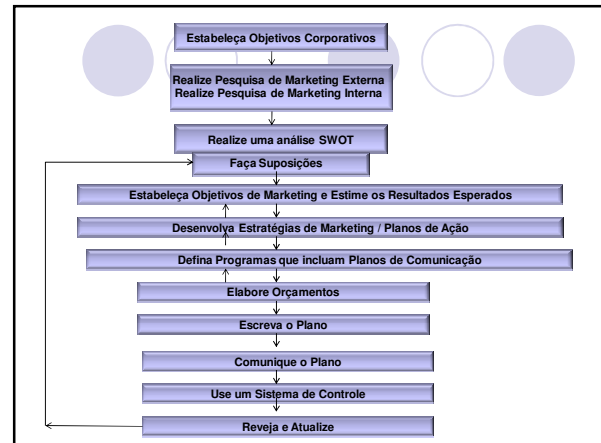 Estabeleça Objetivos Corporativos
Realize Pesquisa de Marketing Externa
Realize Pesquisa de Marketing Interna
Realize uma análise SWOT
Faça Suposições
Estabeleça Objetivos de Marketing e Estime os Resultados Esperados
Desenvolva Estratégias de Marketing / Planos de Ação
Defina Programas que incluam Planos de Comunicação
Elabore Orçamentos
Escreva o Plano
Comunique o Plano
Use um Sistema de Controle
Reveja e Atualize